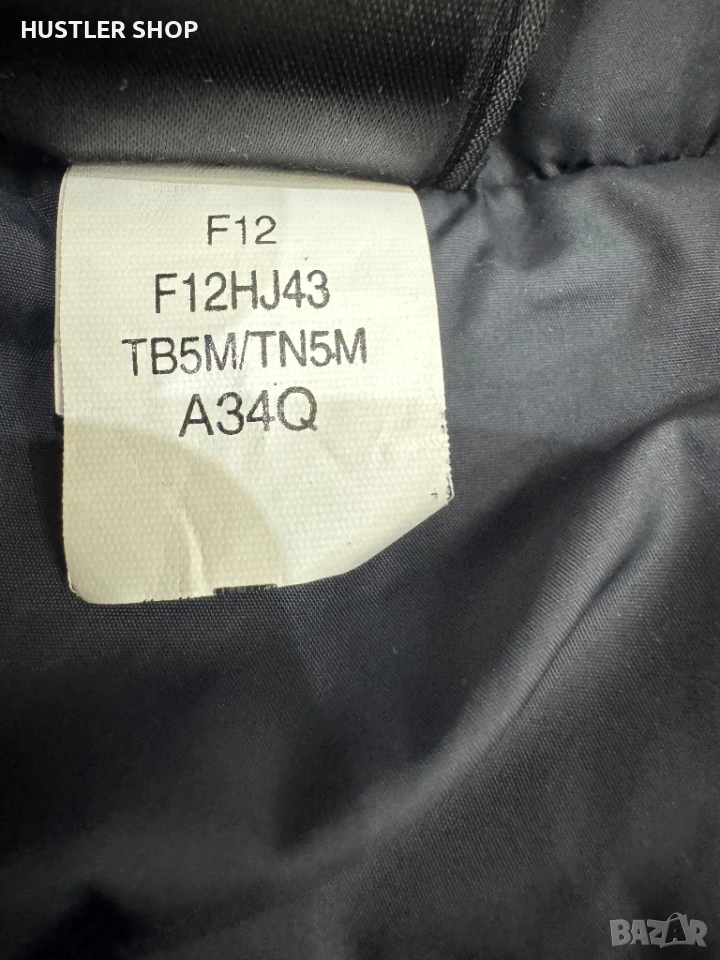 HUSTLER SHOP
F12
F12HJ43
TB5M/TN5M
A34Q
BAZAR